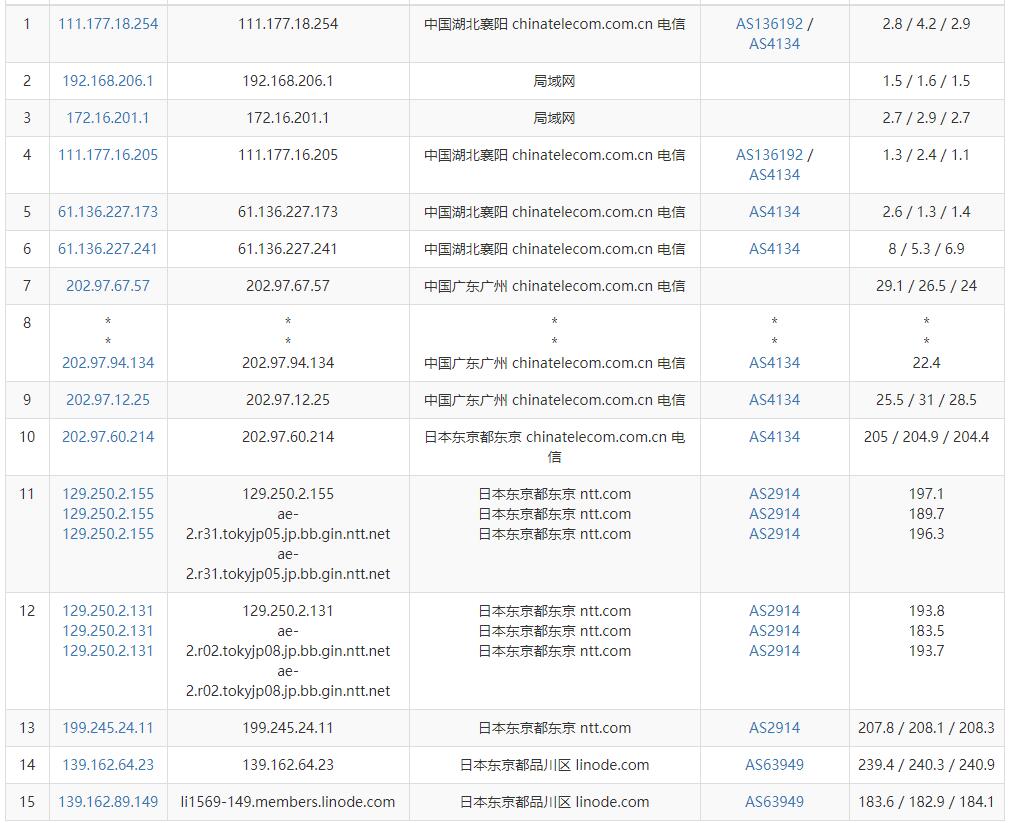 1 111.177.18.254 111.177.18.254 中国湖北襄阳 chinatelecom.com.cn 电信 AS136192 / 2.8 / 4.2 / 2.9
AS4134
2 192.168.206.1 192.168.206.1 局域网 1.5 / 1.6 / 1.5
3 172.16.201.1 172.16.201.1 局域网 2.7 / 2.9 / 2.7
4 111.177.16.205 111.177.16.205 中国湖北襄阳 chinatelecom.com.cn 电信 AS136192 / 1.3 / 2.4 / 1.1
AS4134
5 61.136.227.173 61.136.227.173 中国湖北襄阳 chinatelecom.com.cn 电信 AS4134 2.6 / 1.3 / 1.4
6 61.136.227.241 61.136.227.241 中国湖北襄阳 chinatelecom.com.cn 电信 AS4134 8 / 5.3 / 6.9
7 202.97.67.57 202.97.67.57 中国广东广州 chinatelecom.com.cn 电信 29.1 / 26.5 / 24
8 * * * * *
* * * * *
202.97.94.134 202.97.94.134 中国广东广州 chinatelecom.com.cn 电信 AS4134 22.4
9 202.97.12.25 202.97.12.25 中国广东广州 chinatelecom.com.cn 电信 AS4134 25.5 / 31 / 28.5
10 202.97.60.214 202.97.60.214 日本东京都东京 chinatelecom.com.cn 电 AS4134 205 / 204.9 / 204.4
信
11 129.250.2.155 129.250.2.155 日本东京都东京 ntt.com AS2914 197.1
129.250.2.155 ae- 日本东京都东京 ntt.com AS2914 189.7
129.250.2.155 2.r31.tokyjp05.jp.bb.gin.ntt.net 日本东京都东京 ntt.com AS2914 196.3
ae-
2.r31.tokyjp05.jp.bb.gin.ntt.net
12 129.250.2.131 129.250.2.131 日本东京都东京 ntt.com AS2914 193.8
129.250.2.131 ae- 日本东京都东京 ntt.com AS2914 183.5
129.250.2.131 2.r02.tokyjp08.jp.bb.gin.ntt.net 日本东京都东京 ntt.com AS2914 193.7
ae-
2.r02.tokyjp08.jp.bb.gin.ntt.net
13 199.245.24.11 199.245.24.11 日本东京都东京 ntt.com AS2914 207.8 / 208.1 / 208.3
14 139.162.64.23 139.162.64.23 日本东京都品川区 linode.com AS63949 239.4 / 240.3 / 240.9
15 139.162.89.149 li1569-149.members.linode.com 日本东京都品川区 linode.com AS63949 183.6 / 182.9 / 184.1